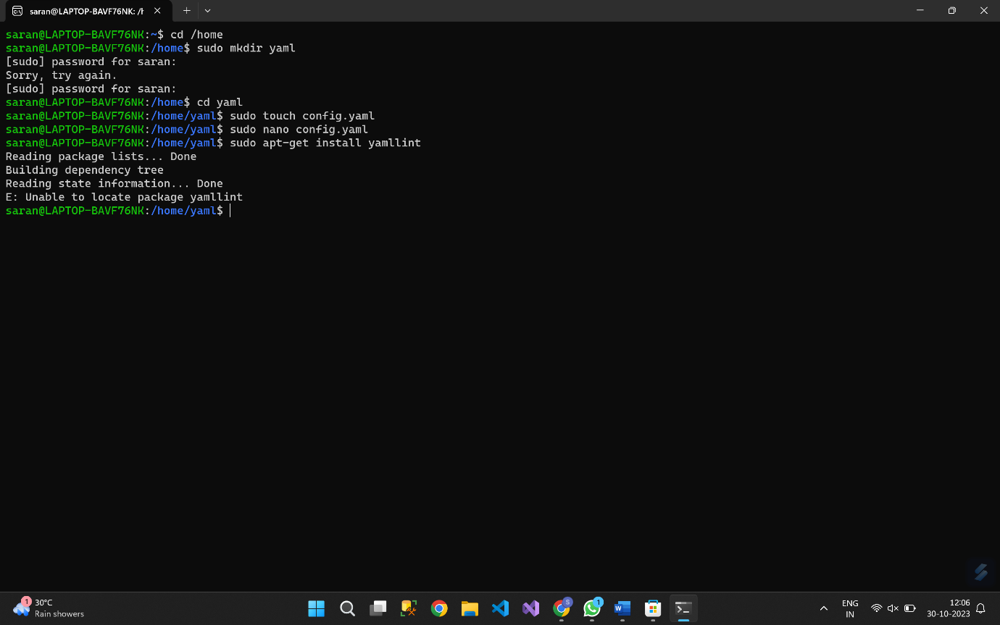 saran@LAPTOP-BAVF76NK: /h
saran@LAPTOP-BAVF76NK:~$ cd /home
saran@LAPTOP-BAVF76NK:/home$ sudo mkdir yaml
[sudo] password for saran:
Sorry, try again.
[sudo] password for saran:
saran@LAPTOP-BAVF76NK:/home$ cd yaml
saran@LAPTOP-BAVF76NK:/home/yaml$ sudo touch config.yaml
saran@LAPTOP-BAVF76NK:/home/yaml$ sudo nano config.yaml
saran@LAPTOP-BAVF76NK:/home/yaml$ sudo apt-get install yamllint
Reading package lists... Done
Building dependency tree
Reading state information... Done
E: Unable to locate package yamllint
saran@LAPTOP-BAVF76NK:/home/yaml$
1
30°C
Rain showers
S
1
W
ENG
IN
12:06
30-10-2023